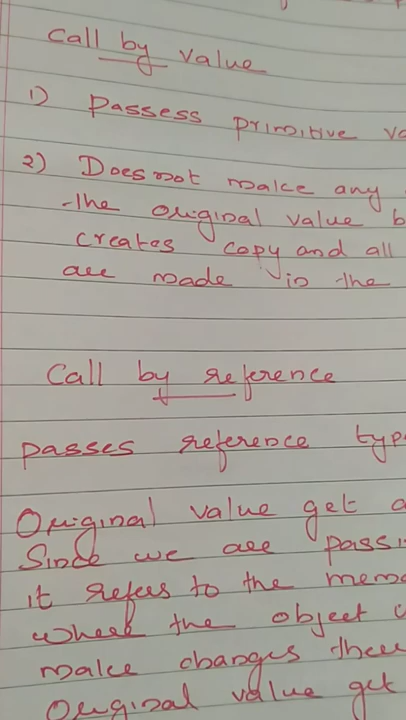 Call by value
1) Passess primitive
2) Does not make any
the original value
creates copy and all
are made in the
Call by reference
passes reference
Original value get
Since we are
it refers to the
where the object
make changes
original value get